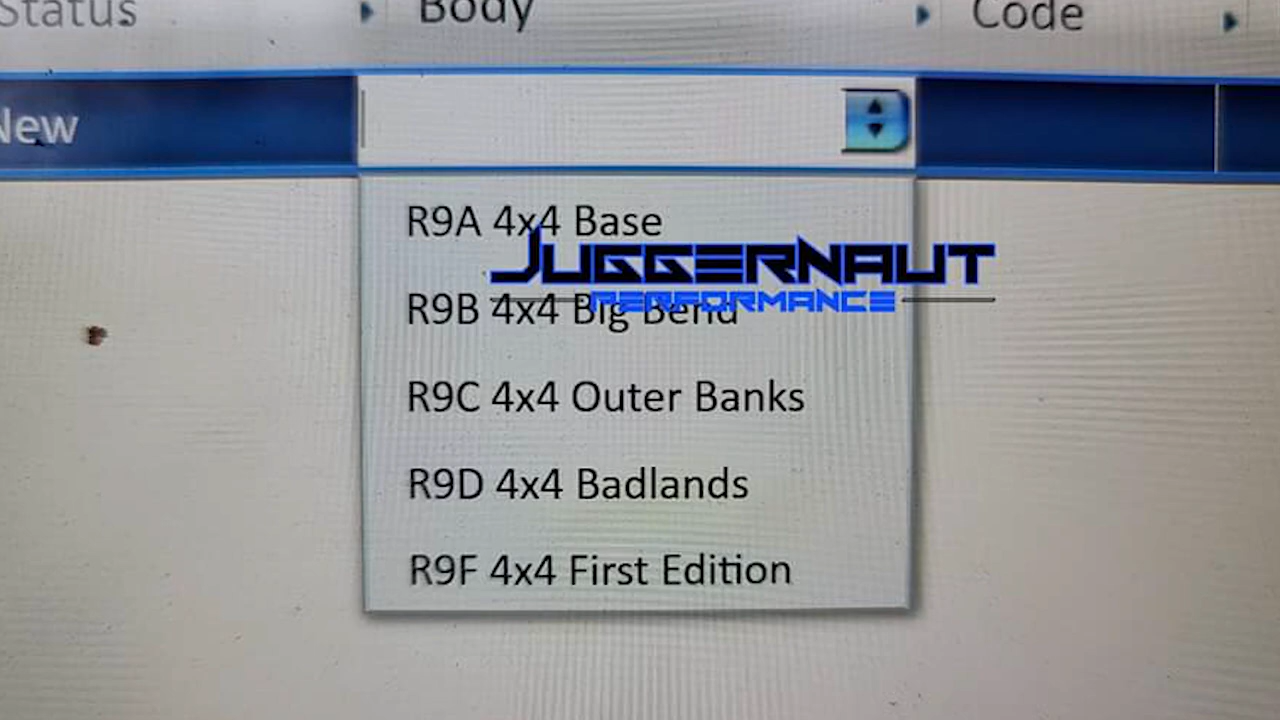 Status
Body
Code
New
R9A 4x4 Base
JUGGERNAUT
PERFORMANCE
R9B 4x4 Big Bend
R9C 4x4 Outer Banks
R9D 4x4 Badlands
R9F 4x4 First Edition